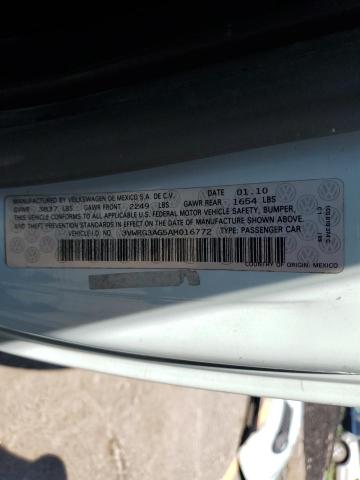 MANUFACTURED BY VOLKSWAGEN DE MEXICO S.A. DE C.V. DATE 01.10
GVWR 3837 LBS GAWR FRONT 2249 LBS GAWR REAR 1654 LBS
THIS VEHICLE CONFORMS TO ALL APPLICABLE
U.S. FEDERAL MOTOR VEHICLE SAFETY, BUMPER,
AND THEFT PREVENTION STANDARDS IN EFFECT ON THE DATE OF MANUFACTURE SHOWN ABOVE.
VEHICLE-I.D. NO. 3VWRG3AG5AM016772 TYPE: PASSENGER CAR
COUNTRY OF ORIGIN: MEXICO